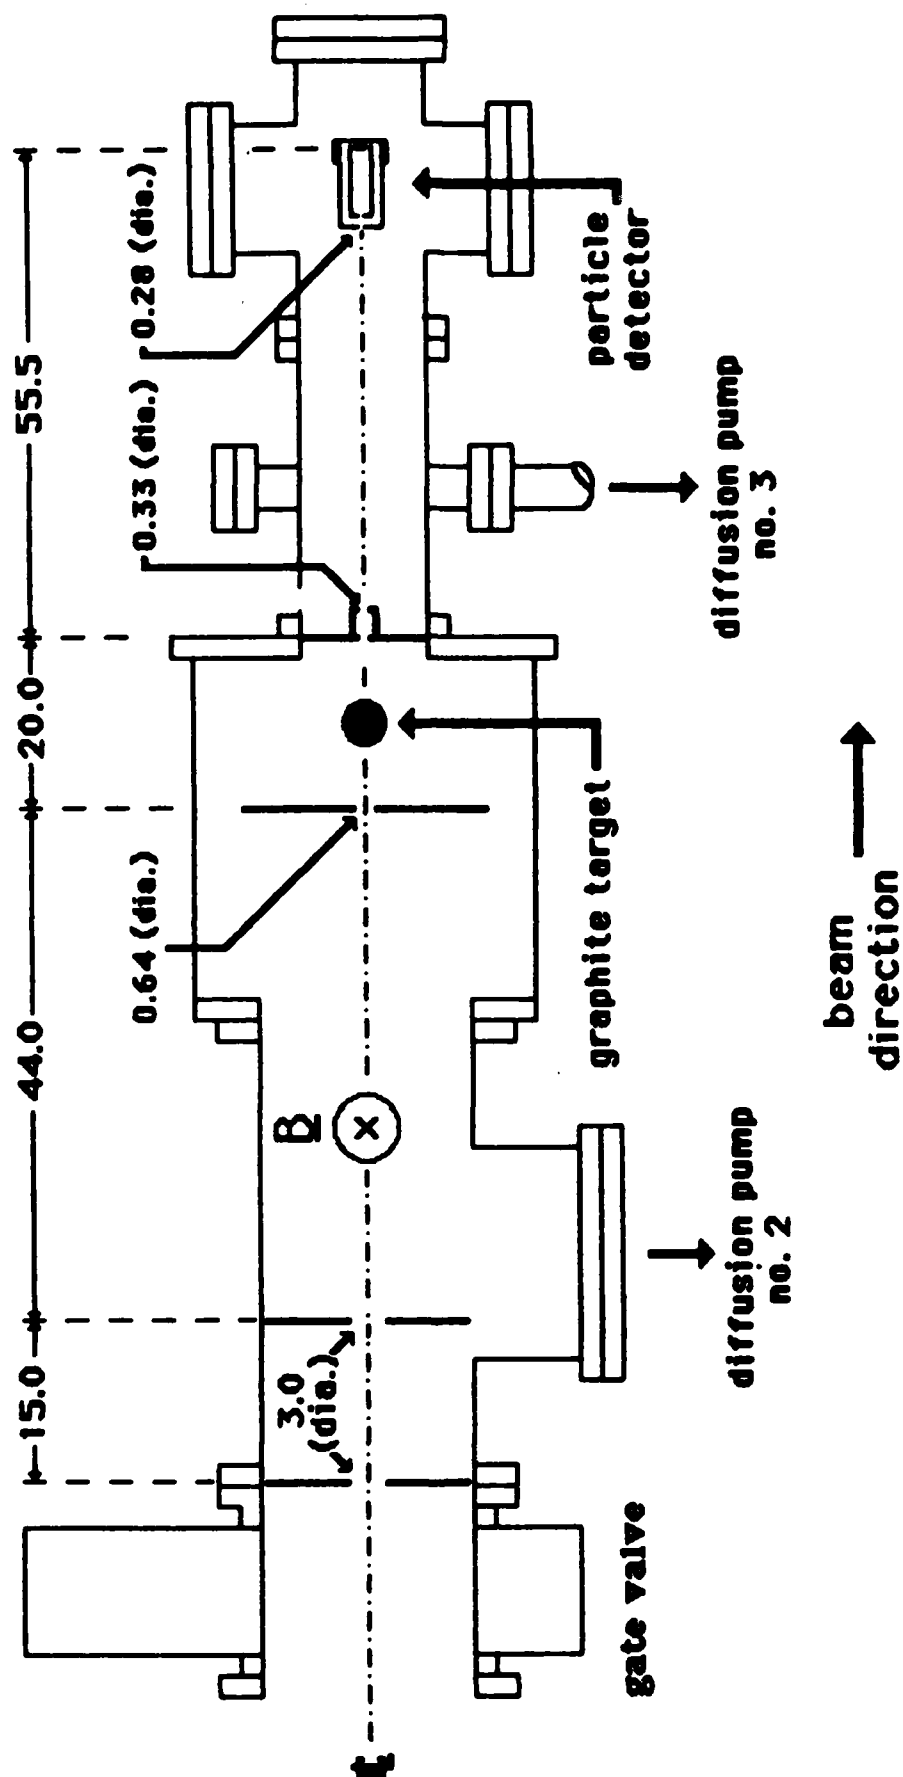 15.0
44.0
20.0
55.5
3.0
(dia.)
0.64 (dia.)
0.33 (dia.)
0.28 (dia.)
B
x
gate valve
diffusion pump
no. 2
graphite target
diffusion pump
no. 3
particle
detector
beam
direction